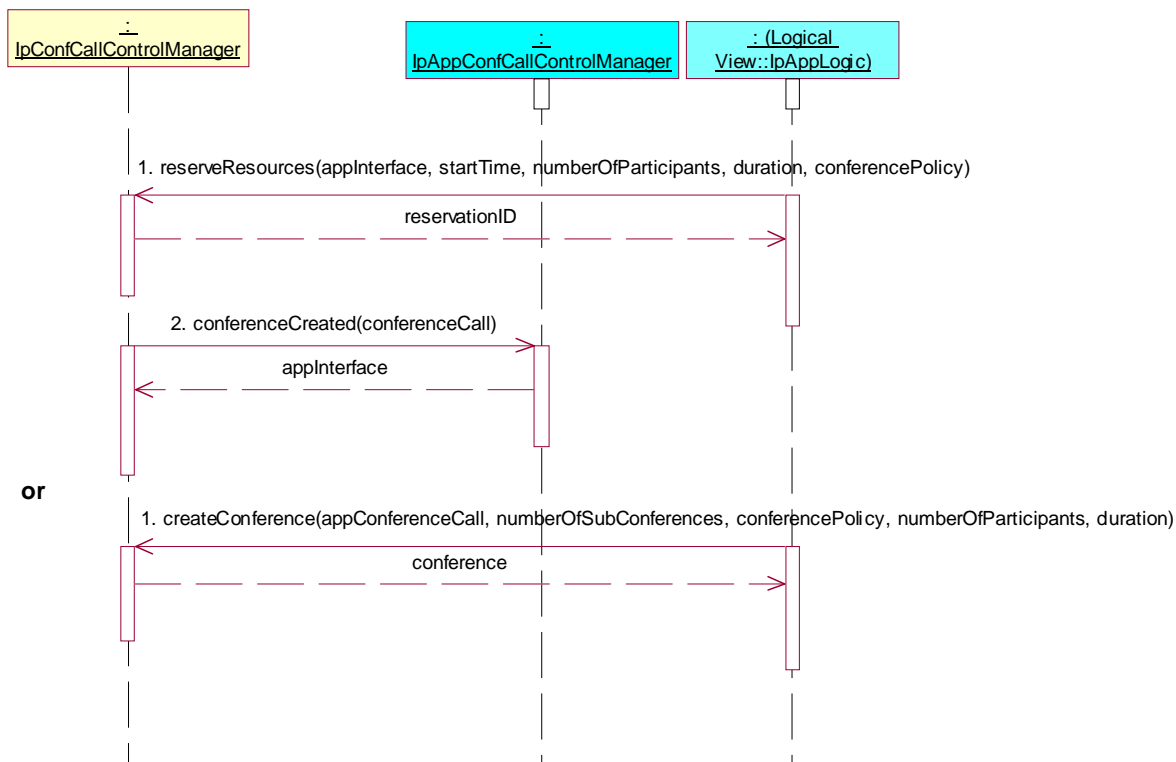 :
IpConfCallControlManager
:
IpAppConfCallControlManager
: (Logical
View::IpAppLogic)
1. reserveResources(appInterface, startTime, numberOfParticipants, duration, conferencePolicy)
reservationID
2. conferenceCreated(conferenceCall)
appInterface
or
1. createConference(appConferenceCall, numberOfSubConferences, conferencePolicy, numberOfParticipants, duration)
conference